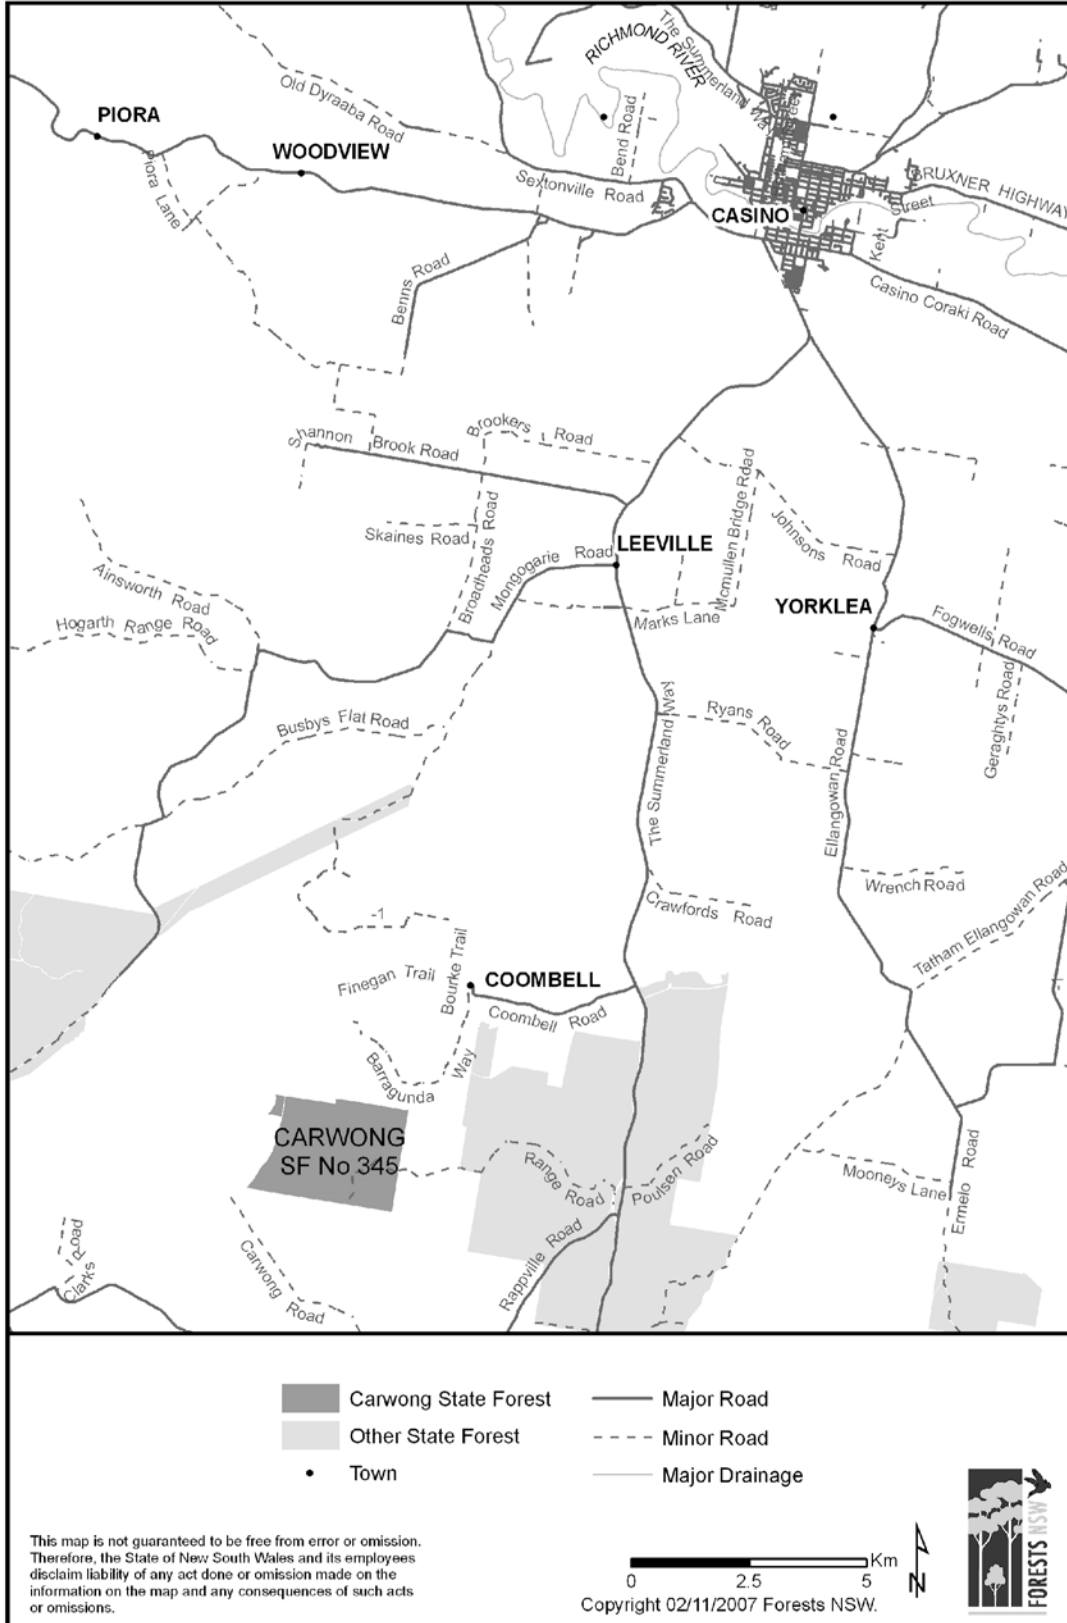 The Summerland Wa
RICHMOND RIVER
Old Dyraaba Road
PIORA
Bend Road
WOODVIEW
Piora Lane
Sextonville Road
BRUXNER HIGHWAY
CASINO
Street
Kent
Benns Road
Casino Coraki Road
Brookers Road
Shannon Brook Road
Mcmullen Bridge Road
Johnsons Road
Skaines Road
Broadheads Road
LEEVILLE
Mongogarie Road
Ainsworth Road
Marks Lane
YORKLEA
Hogarth Range Road
Fogwells Road
Geraghtys Road
Busbys Flat Road
Ryans Road
The Summerland Way
Ellangowan Road
Wrench Road
Crawfords Road
Tatham Ellangowan Road
-1
Bourke Trail
Finegan Trail
COOMBELL
Coombell Road
Barragunda Way
CARWONG
SF No 345
Range Road
Poulsen Road
Mooneys Lane
Ermelo Road
Rappville Road
Clarks Road
Carwong Road
Carwong State Forest
Major Road
Other State Forest
Minor Road
Town
Major Drainage
This map is not guaranteed to be free from error or omission.
Therefore, the State of New South Wales and its employees
disclaim liability of any act done or omission made on the
information on the map and any consequences of such acts
or omissions.
Km
0 2.5 5
N
Copyright 02/11/2007 Forests NSW.
FORESTS NSW